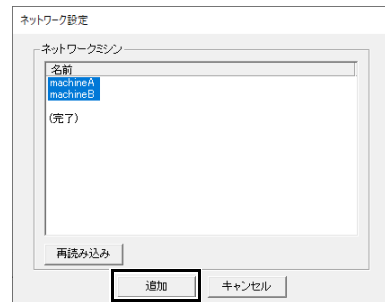 ネットワーク設定
ネットワークミシン
名前
machineA
machineB
(完了)
再読み込み
追加
キャンセル